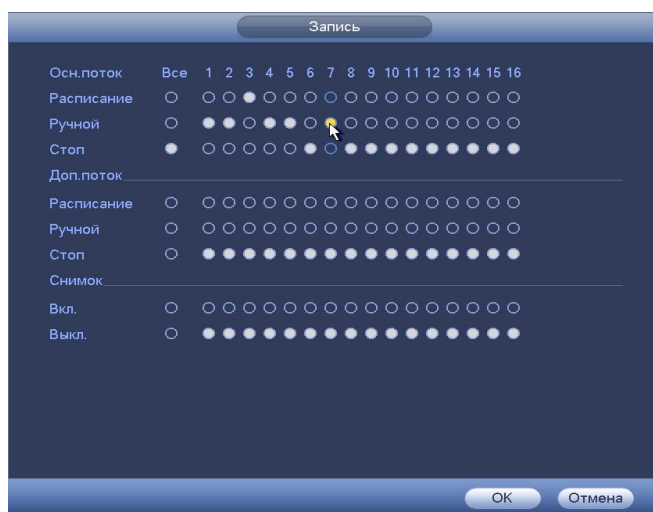 Запись
Осн.поток Все 1 2 3 4 5 6 7 8 9 10 11 12 13 14 15 16
Расписание
Ручной
Стоп
Доп.поток
Расписание
Ручной
Стоп
Снимок
Вкл.
Выкл.
OK Отмена